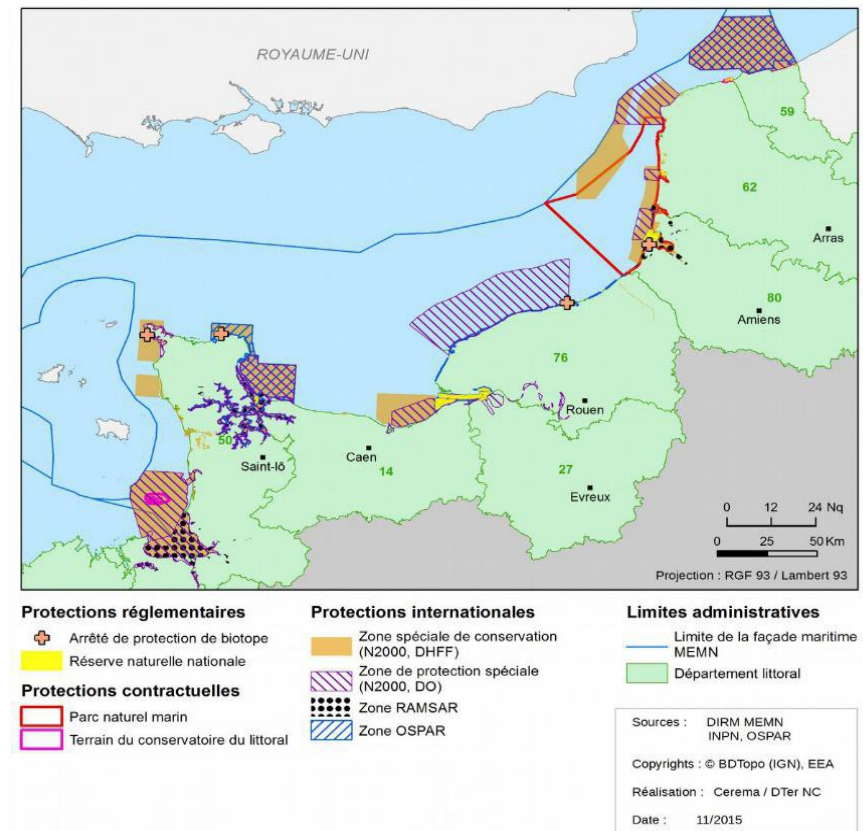 ROYAUME-UNI
59
62
Arras
80
Amiens
76
Rouen
50
Saint-lô
Caen
14
27
Evreux
0 12 24 Nq
0 25 50 Km
Projection : RGF 93 / Lambert 93
Protections réglementaires
Arrêté de protection de biotope
Réserve naturelle nationale
Protections contractuelles
Parc naturel marin
Terrain du conservatoire du littoral
Protections internationales
Zone spéciale de conservation
(N2000, DHFF)
Zone de protection spéciale
(N2000, DO)
Zone RAMSAR
Zone OSPAR
Limites administratives
Limite de la façade maritime
MEMN
Département littoral
Sources : DIRM MEMN
INPN, OSPAR
Copyrights : © BDTopo (IGN), EEA
Réalisation : Cerema / DTer NC
Date : 11/2015